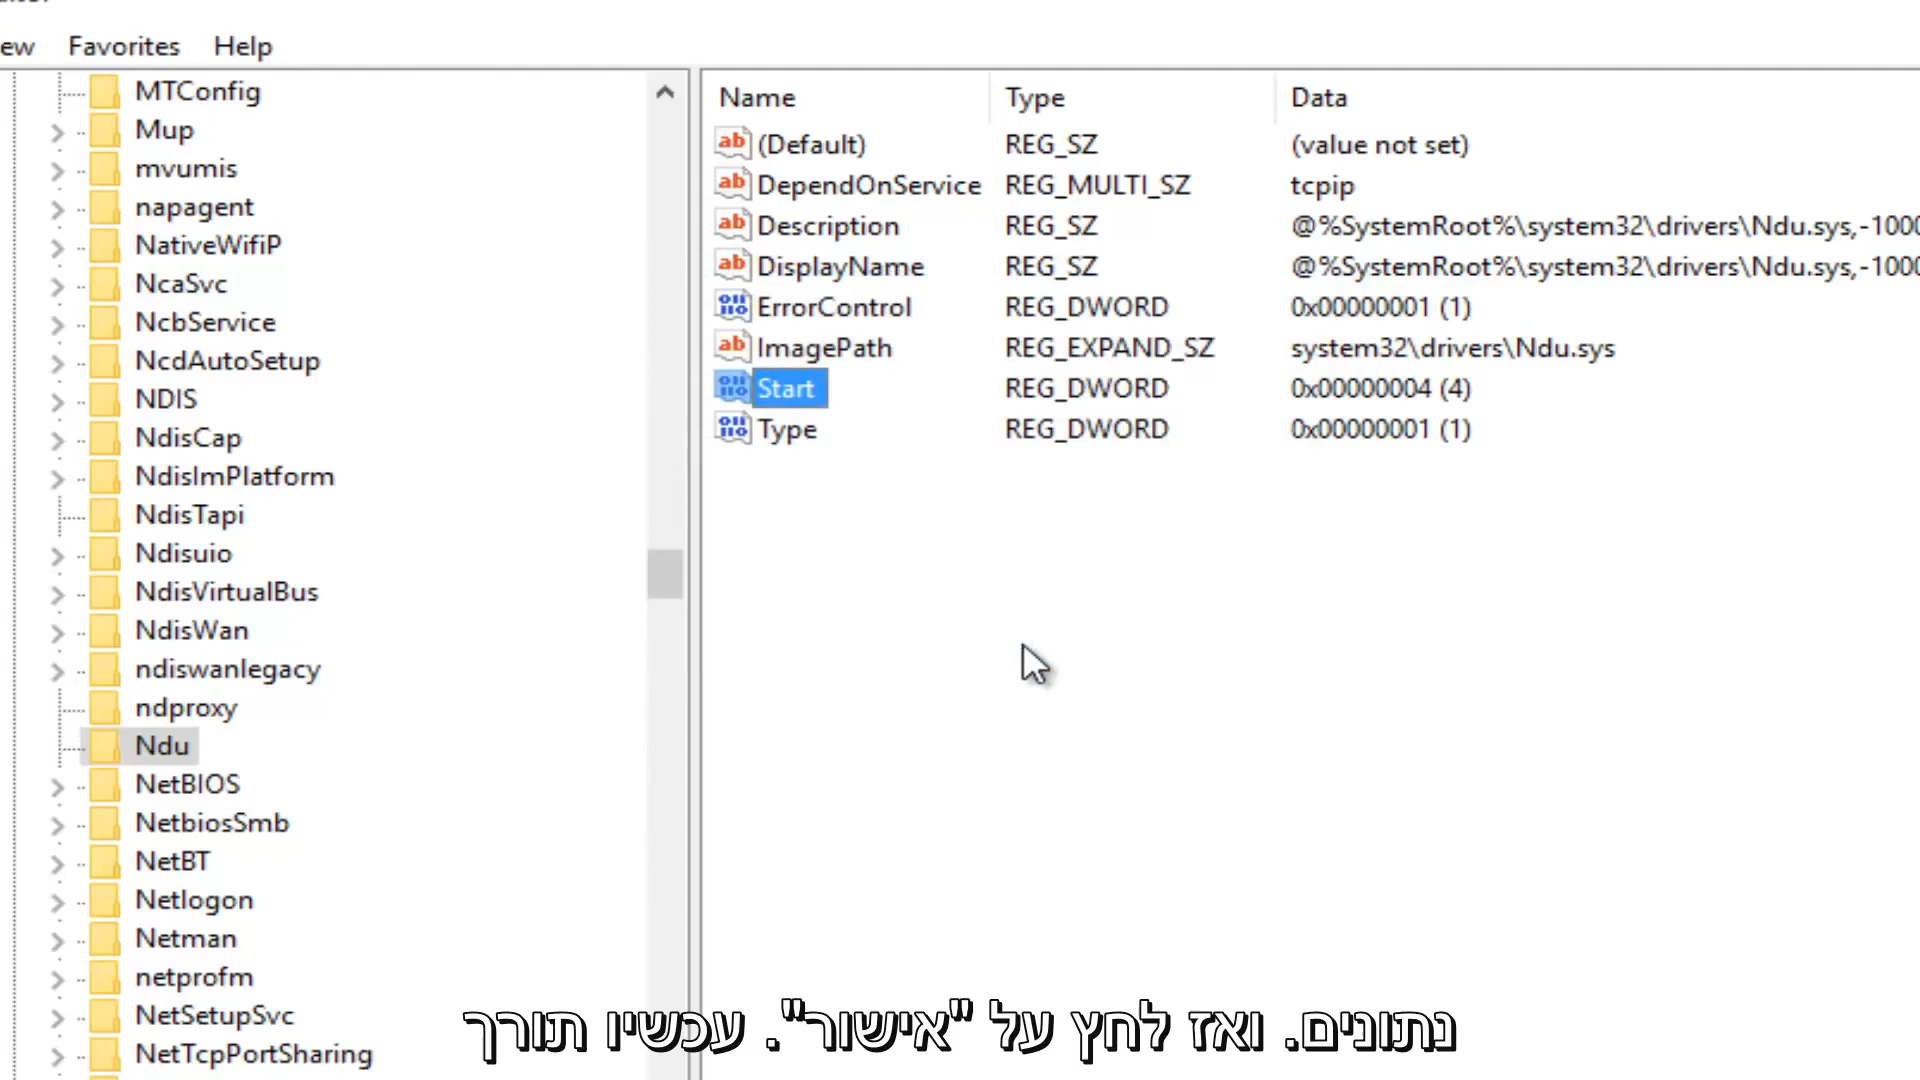 ew Favorites Help
MTConfig
Mup
mvumis
napagent
NativeWifiP
NcaSvc
NcbService
NcdAutoSetup
NDIS
NdisCap
NdisImPlatform
NdisTapi
Ndisuio
NdisVirtualBus
NdisWan
ndiswanlegacy
ndproxy
Ndu
NetBIOS
NetbiosSmb
NetBT
Netlogon
Netman
netprofm
NetSetupSvc
NetTcpPortSharing
Name Type Data
(Default) REG_SZ (value not set)
DependOnService REG_MULTI_SZ tcpip
Description REG_SZ @%SystemRoot%\system32\drivers\Ndu.sys,-1000
DisplayName REG_SZ @%SystemRoot%\system32\drivers\Ndu.sys,-1000
ErrorControl REG_DWORD 0x00000001 (1)
ImagePath REG_EXPAND_SZ system32\drivers\Ndu.sys
Start REG_DWORD 0x00000004 (4)
Type REG_DWORD 0x00000001 (1)
נתונים. ואז לחץ על "אישור". עכשיו תורך